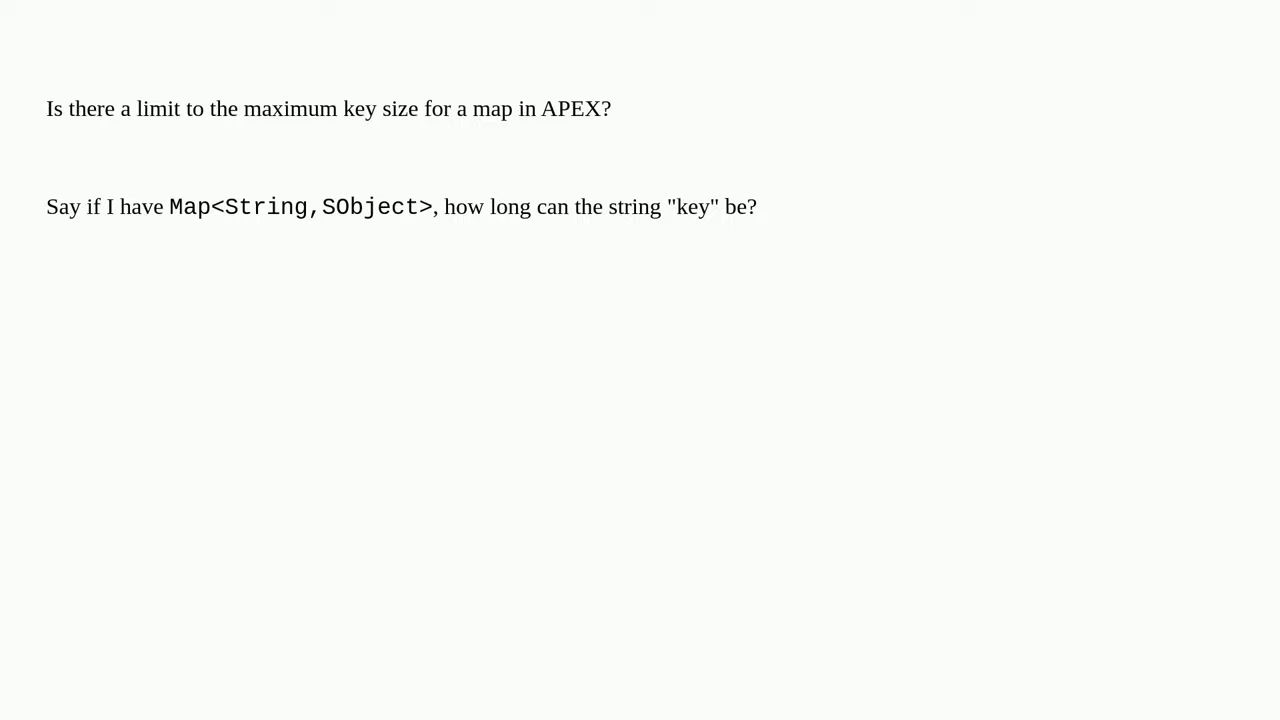 Is there a limit to the maximum key size for a map in APEX?
Say if I have Map<String,SObject>, how long can the string "key" be?